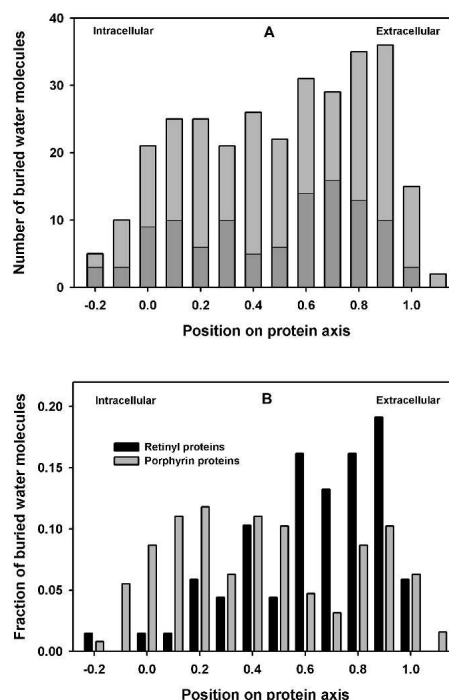 50
Intracellular A Extracellular
40
30
20
10
0
Number of buried water molecules
-0.2 0.0 0.2 0.4 0.6 0.8 1.0
Position on protein axis
Intracellular B Extracellular
0.20
Retinyl proteins
Porphyrin proteins
0.15
0.10
0.05
0.00
Fraction of buried water molecules
-0.2 0.0 0.2 0.4 0.6 0.8 1.0
Position on protein axis